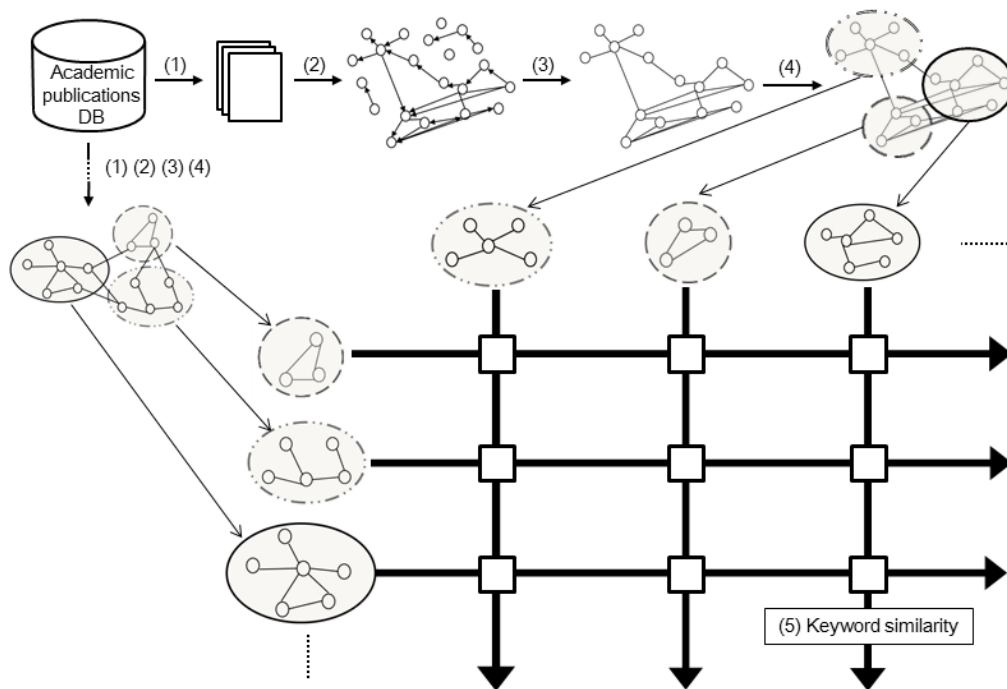 Academic
publications
DB
(1)
(2)
(3)
(4)
(1) (2) (3) (4)
(5) Keyword similarity